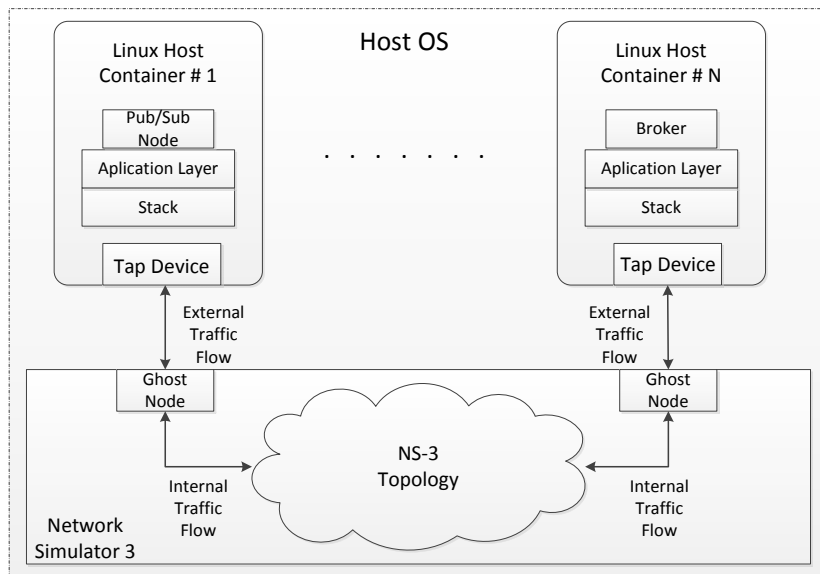 Host OS
Linux Host
Container # 1
Pub/Sub
Node
Aplication Layer
Stack
Tap Device
. . . . . . .
Linux Host
Container # N
Broker
Aplication Layer
Stack
Tap Device
External
Traffic
Flow
External
Traffic
Flow
Ghost
Node
Ghost
Node
NS-3
Topology
Internal
Traffic
Flow
Internal
Traffic
Flow
Network
Simulator 3